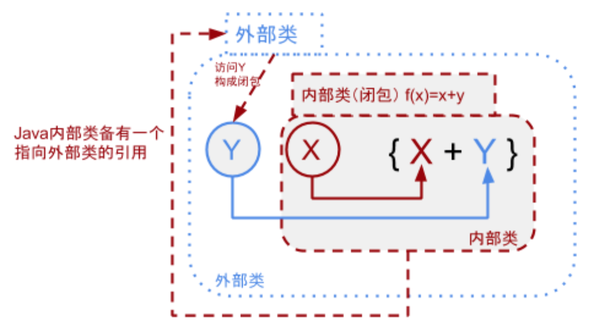 外部类
访问Y
构成闭包
内部类(闭包) f(x)=x+y
Java内部类备有一个
指向外部类的引用
Y
X
{ X + Y }
内部类
外部类